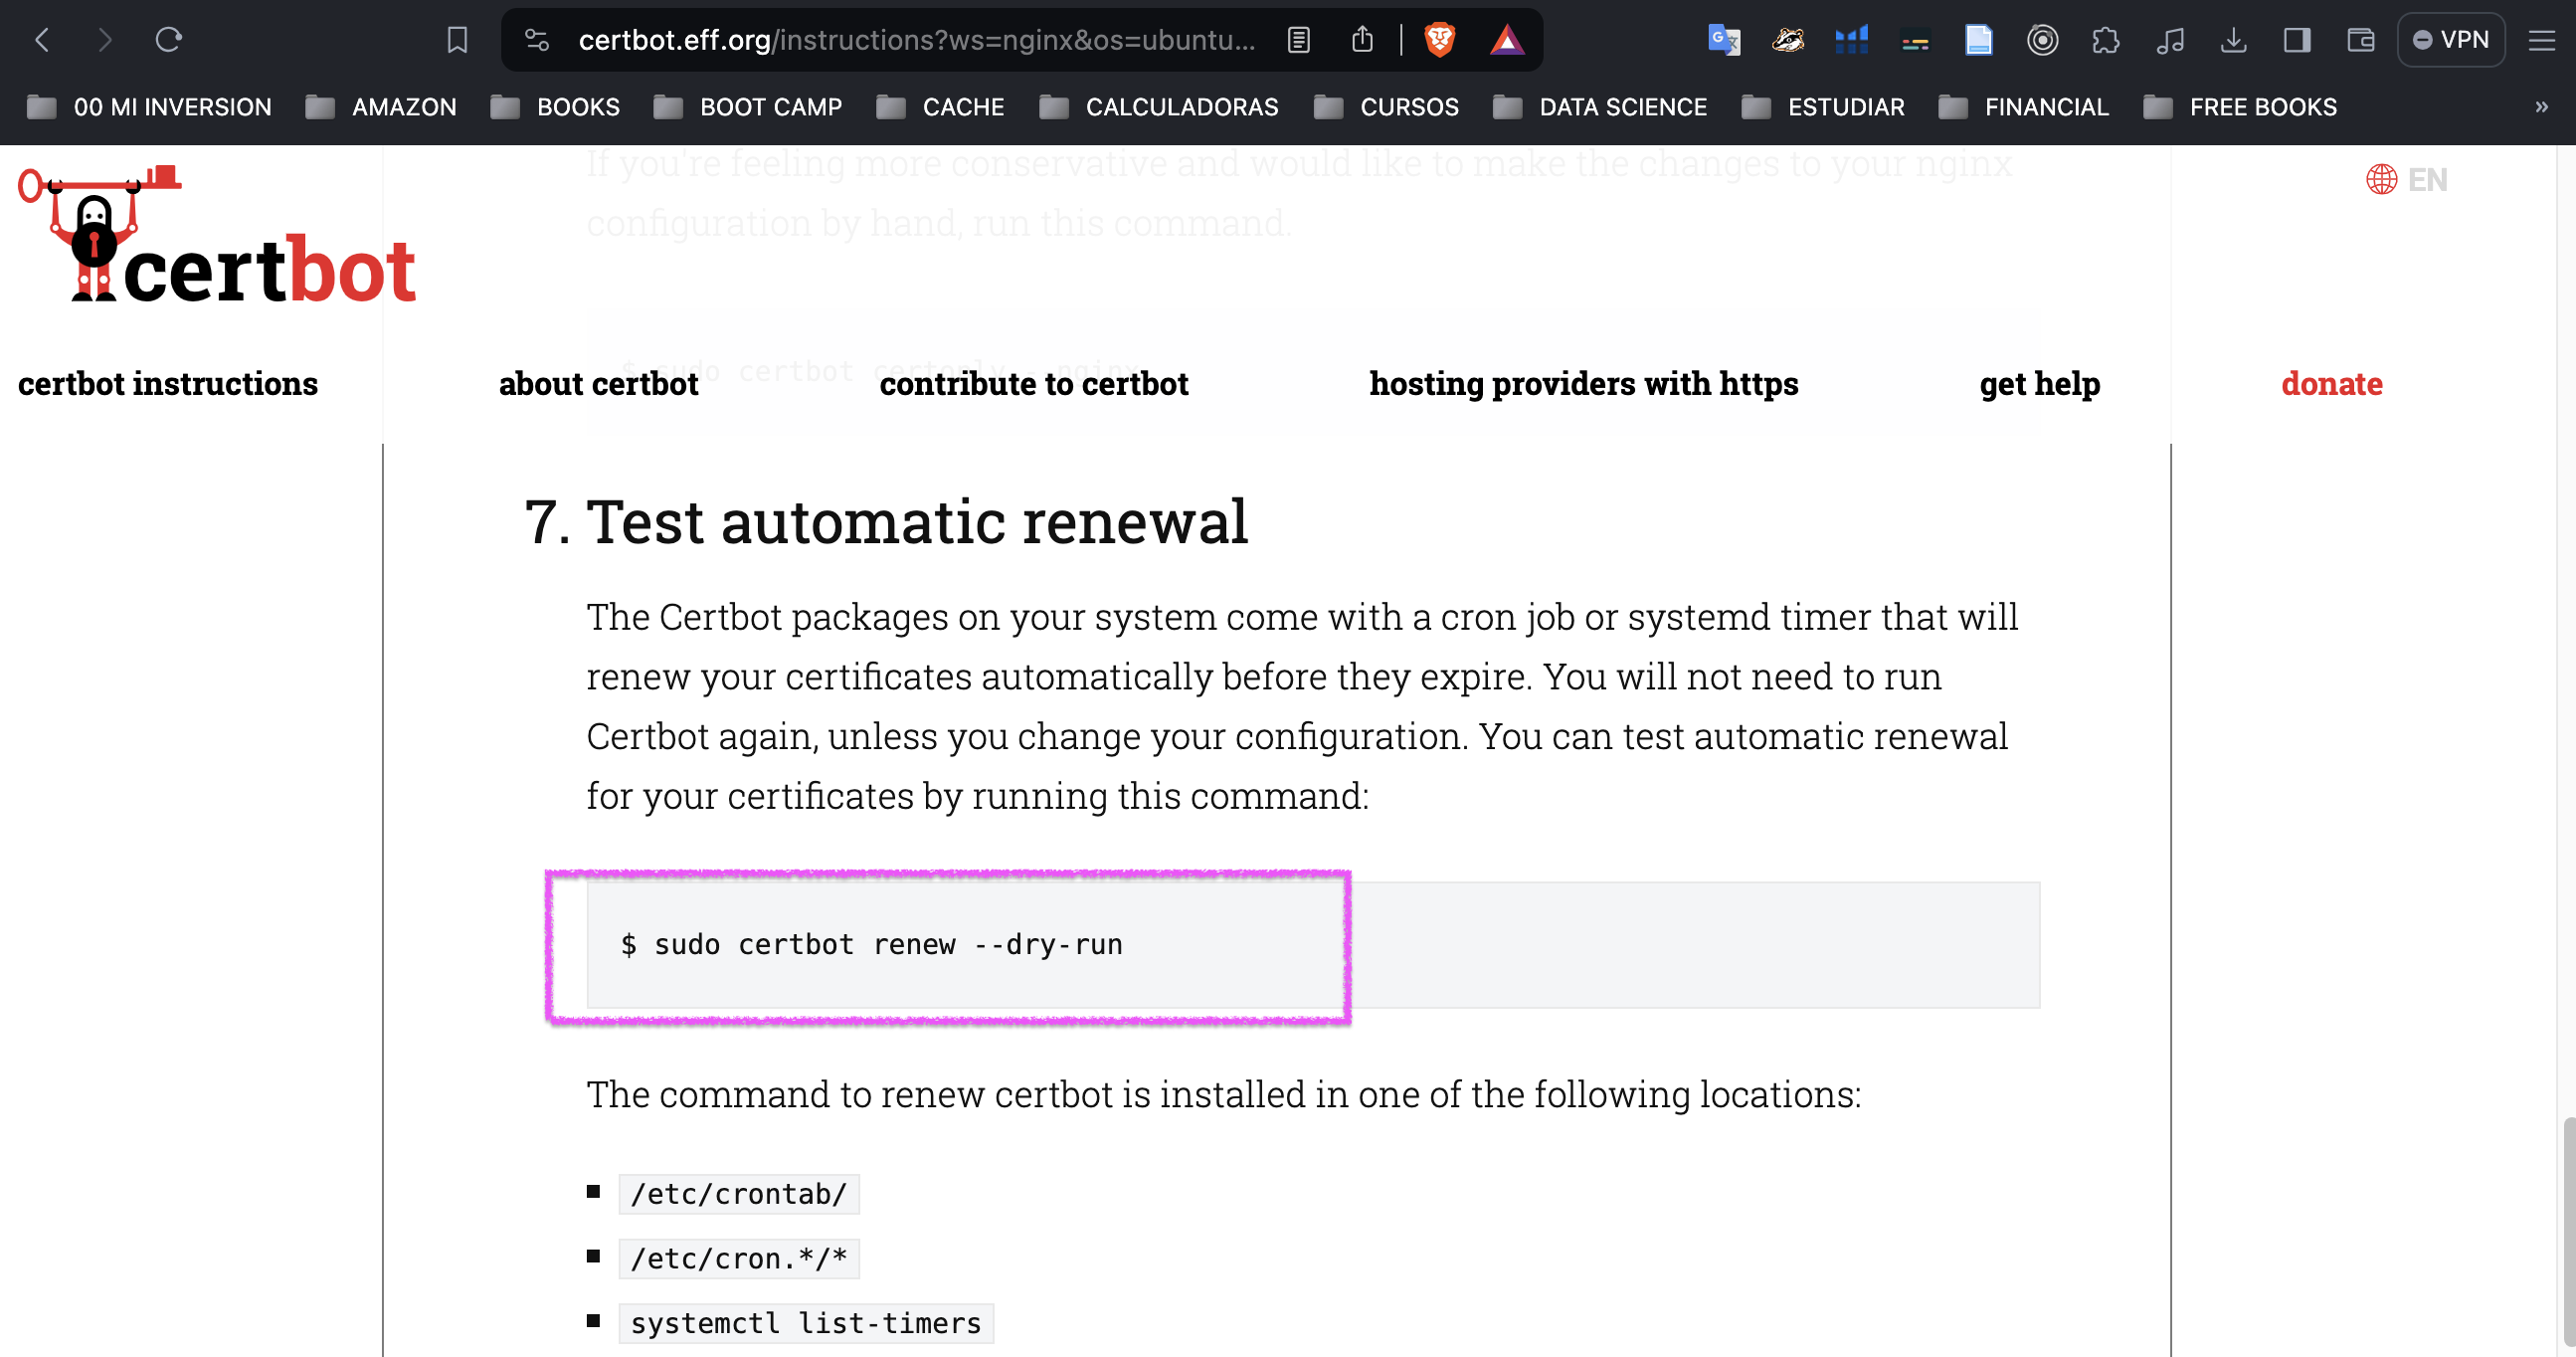 certbot.eff.org/instructions?ws=nginx&os=ubuntu...
VPN
00 MI INVERSION
AMAZON
BOOKS
BOOT CAMP
CACHE
CALCULADORAS
CURSOS
DATA SCIENCE
ESTUDIAR
FINANCIAL
FREE BOOKS
»
If you're feeling more conservative and would like to make the changes to your nginx
configuration by hand, run this command.
EN
certbot
$ sudo certbot certonly --nginx
certbot instructions
about certbot
contribute to certbot
hosting providers with https
get help
donate
7. Test automatic renewal
The Certbot packages on your system come with a cron job or systemd timer that will
renew your certificates automatically before they expire. You will not need to run
Certbot again, unless you change your configuration. You can test automatic renewal
for your certificates by running this command:
$ sudo certbot renew --dry-run
The command to renew certbot is installed in one of the following locations:
/etc/crontab/
/etc/cron.*/*
systemctl list-timers